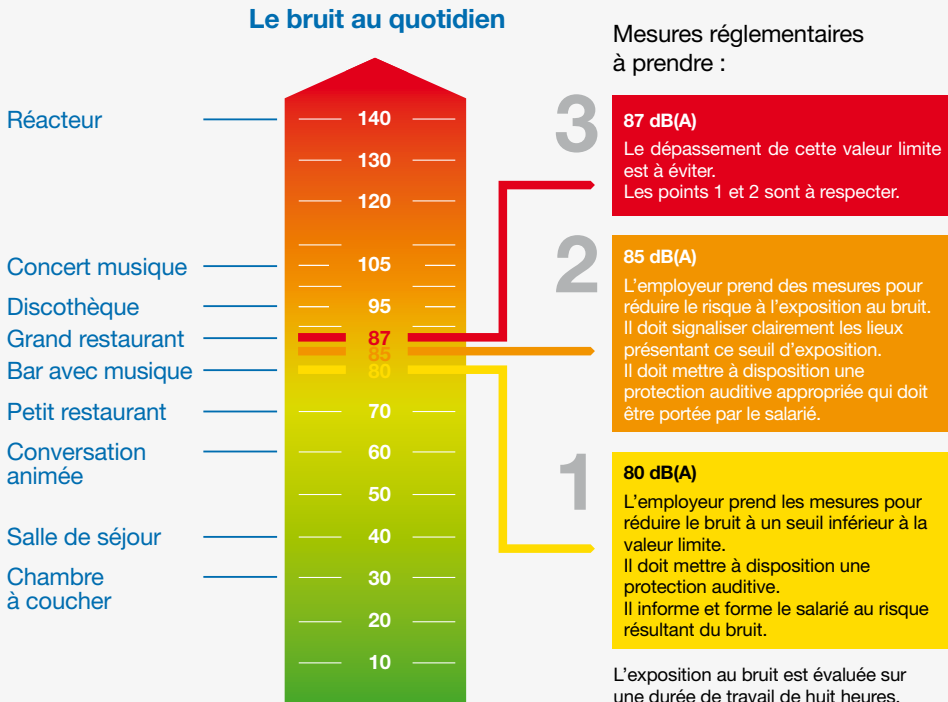 Le bruit au quotidien
Réacteur
Concert musique
Discothèque
Grand restaurant
Bar avec musique
Petit restaurant
Conversation
animée
Salle de séjour
Chambre
à coucher
140
130
120
105
95
87
85
80
70
60
50
40
30
20
10
Mesures réglementaires
à prendre :
3
87 dB(A)
Le dépassement de cette valeur limite
est à éviter.
Les points 1 et 2 sont à respecter.
2
85 dB(A)
L'employeur prend des mesures pour
réduire le risque à l'exposition au bruit.
Il doit signaliser clairement les lieux
présentant ce seuil d'exposition.
Il doit mettre à disposition une
protection auditive appropriée qui doit
être portée par le salarié.
1
80 dB(A)
L'employeur prend les mesures pour
réduire le bruit à un seuil inférieur à la
valeur limite.
Il doit mettre à disposition une
protection auditive.
Il informe et forme le salarié au risque
résultant du bruit.
L'exposition au bruit est évaluée sur
une durée de travail de huit heures.